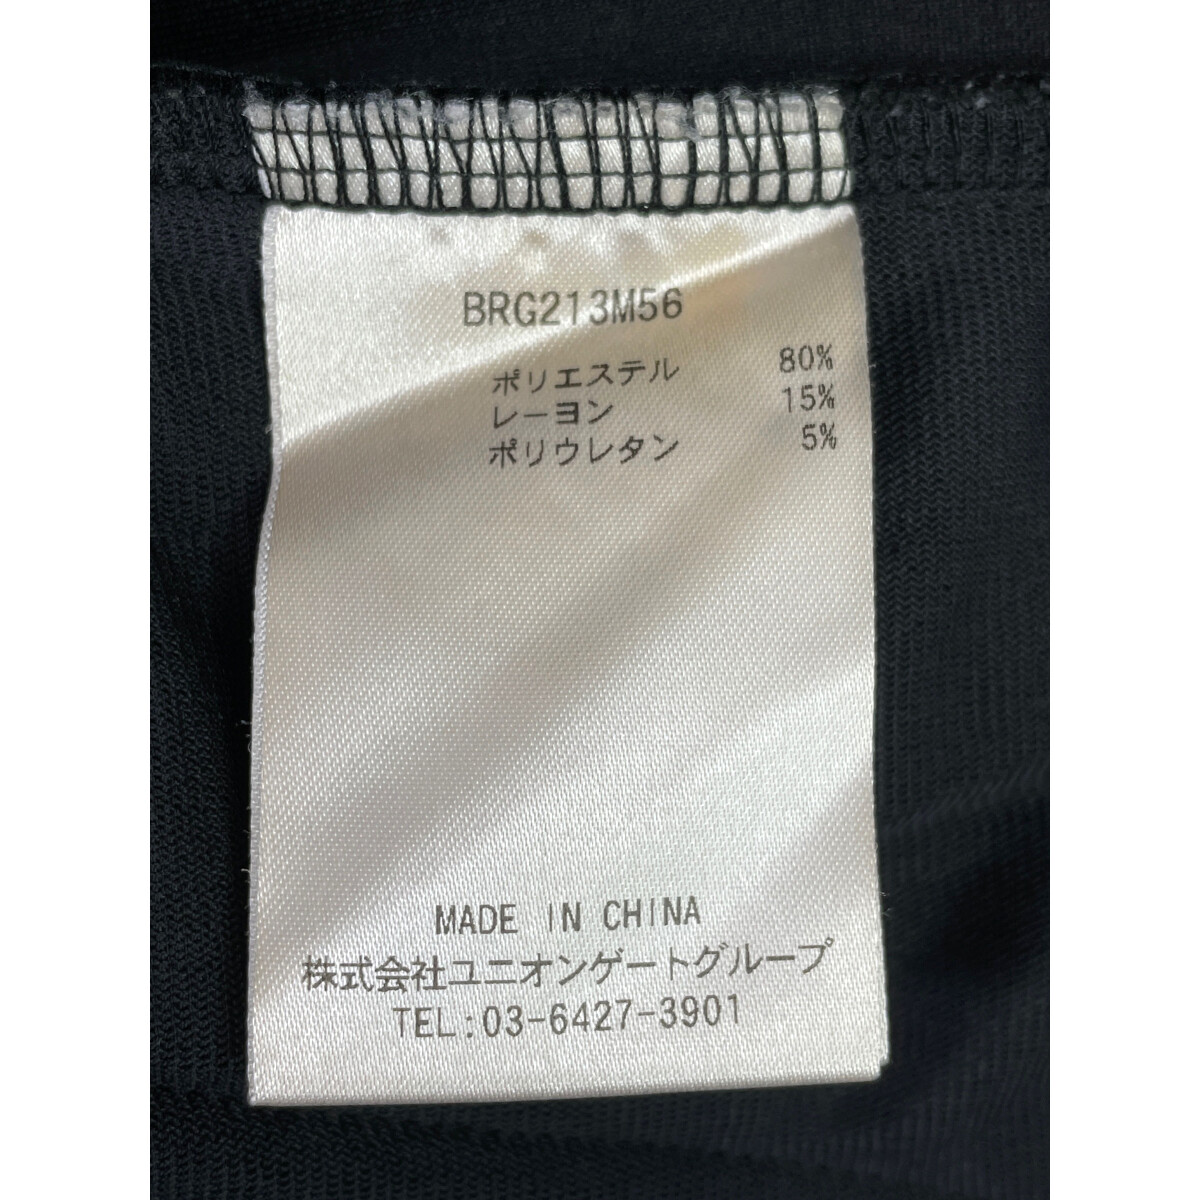 BRG213M56
ポリエステル 80%
レーヨン 15%
ポリウレタン 5%
MADE IN CHINA
株式会社ユニオンゲートグループ
TEL:03-6427-3901